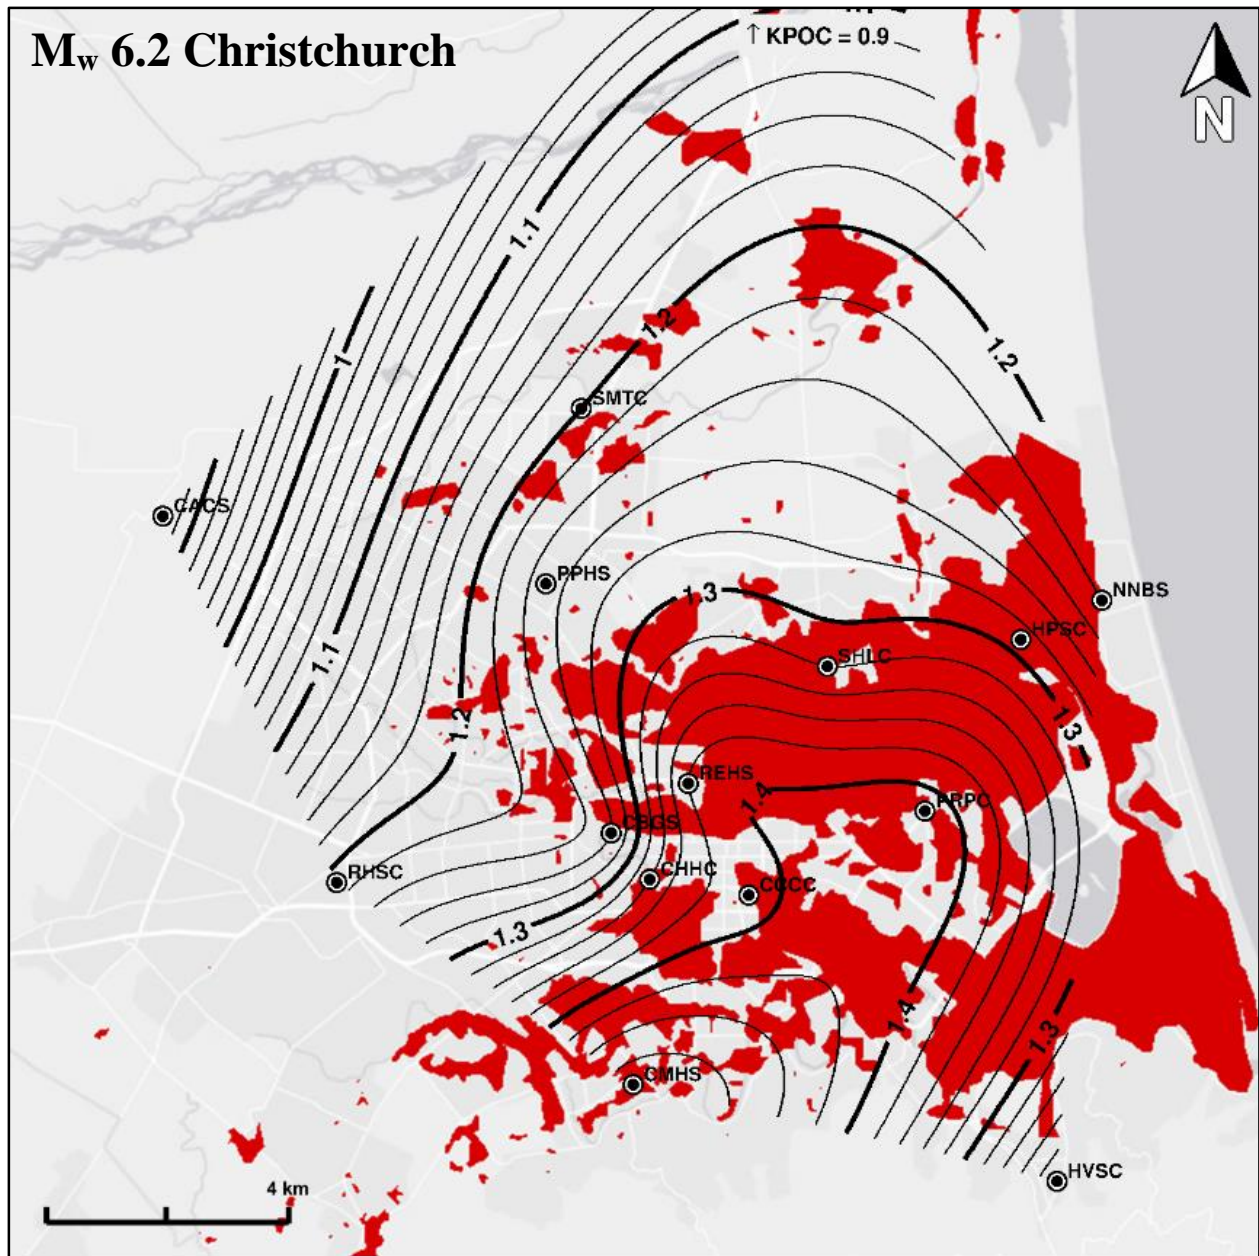 M_w 6.2 Christchurch
↑ KPOC = 0.9
N
1.1
1.2
1.2
1
SMTC
CACS
PPHS
1.3
NNBS
HPSC
1.1
SHLC
1.2
1.3
REHS
1.4
PRPC
CBGS
RHSC
CHHC
CCCC
1.3
1.4
1.3
CMHS
HVSC
4 km